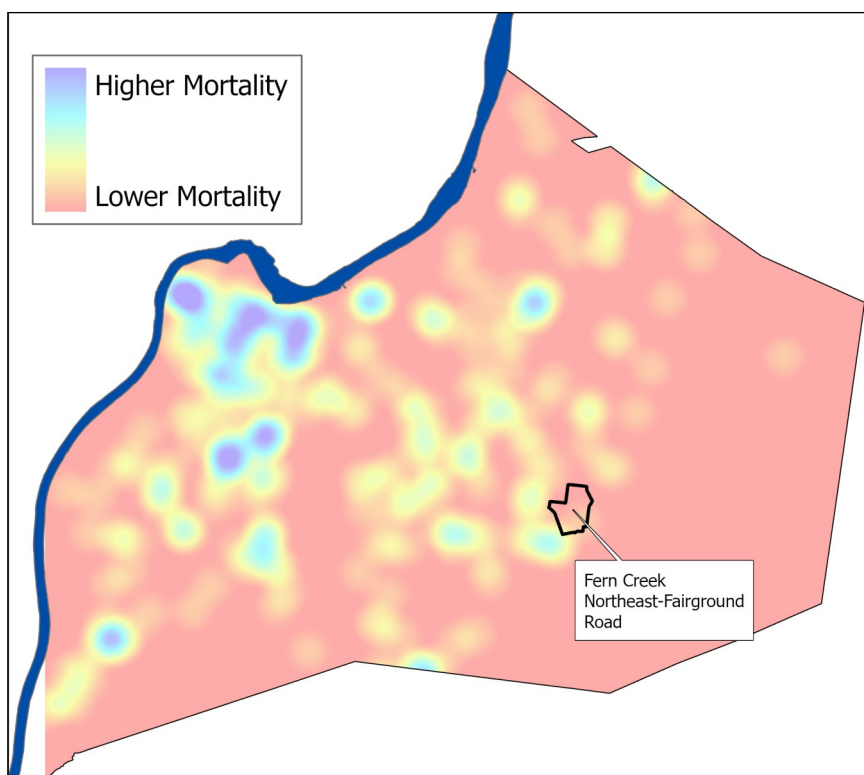 Higher Mortality
Lower Mortality
Fern Creek
Northeast-Fairground
Road